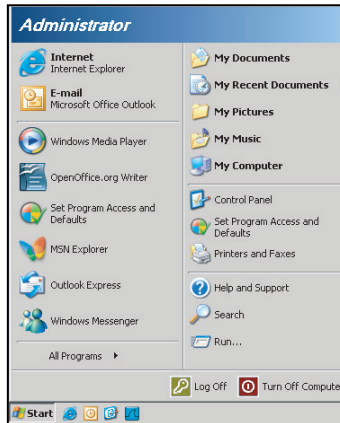 Administrator
Internet
Internet Explorer
E-mail
Microsoft Office Outlook
Windows Media Player
OpenOffice.org Writer
Set Program Access and
Defaults
MSN Explorer
Outlook Express
Windows Messenger
All Programs
My Documents
My Recent Documents
My Pictures
My Music
My Computer
Control Panel
Set Program Access and
Defaults
Printers and Faxes
Help and Support
Search
Run...
Log Off
Turn Off Compute
Start